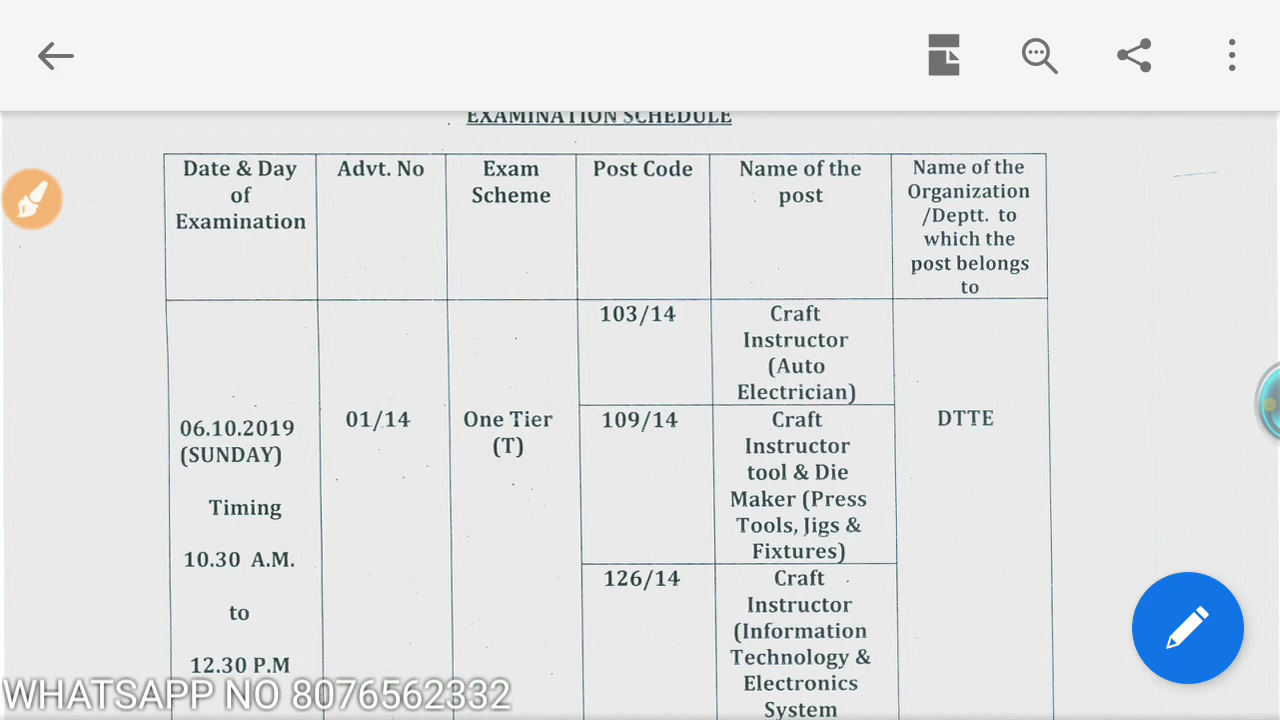 EXAMINATION SCHEDULE
Date & Day
of
Examination
Advt. No
Exam
Scheme
Post Code
Name of the
post
Name of the
Organization
/Deptt. to
which the
post belongs
to
06.10.2019
(SUNDAY)
Timing
10.30 A.M.
to
12.30 P.M
01/14
One Tier
(T)
103/14
Craft
Instructor
(Auto
Electrician)
109/14
Craft
Instructor
tool & Die
Maker (Press
Tools, Jigs &
Fixtures)
126/14
Craft
Instructor
(Information
Technology &
Electronics
System
DTTE
WHATSAPP NO 8076562332